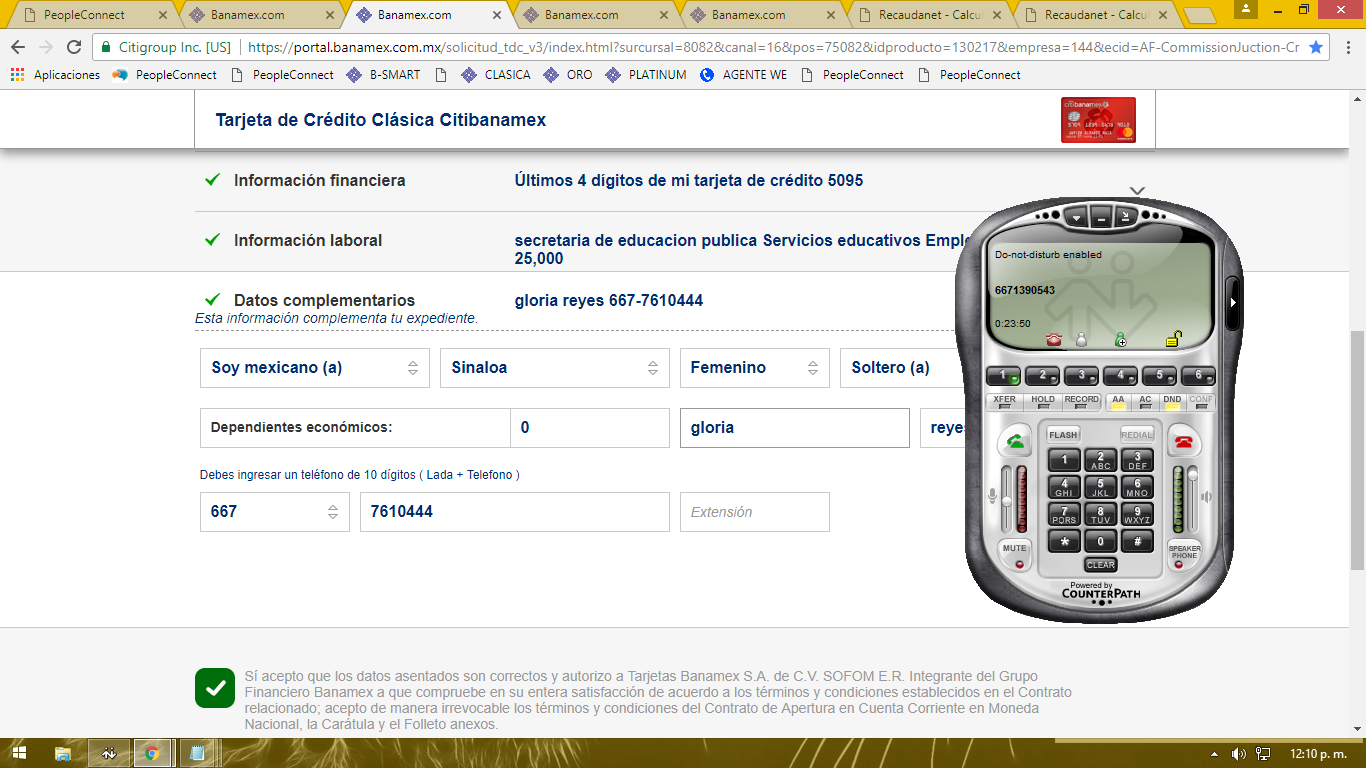 PeopleConnect
Banamex.com
Banamex.com
Banamex.com
Banamex.com
Recaudanet - Calcul
Recaudanet - Calcul
Citigroup Inc. [US]
https://portal.banamex.com.mx/solicitud_tdc_v3/index.html?surcursal=8082&canal=16&pos=75082&idproducto=130217&empresa=144&ecid=AF-CommissionJuction-Cr
Aplicaciones
PeopleConnect
PeopleConnect
B-SMART
CLASICA
ORO
PLATINUM
AGENTE WE
PeopleConnect
PeopleConnect
Tarjeta de Crédito Clásica Citibanamex
citibanamex
Información financiera
Últimos 4 dígitos de mi tarjeta de crédito 5095
Información laboral
secretaria de educacion publica Servicios educativos Emple
25,000
Datos complementarios
gloria reyes 667-7610444
Esta información complementa tu expediente.
Soy mexicano (a)
Sinaloa
Femenino
Soltero (a)
Dependientes económicos:
0
gloria
reyes
Debes ingresar un teléfono de 10 dígitos ( Lada + Telefono )
667
7610444
Extensión
Do-not-disturb enabled
6671390543
0:23:50
1 2 3 4 5 6
XFER HOLD RECORD AA AC DND CONF
FLASH REDIAL
1 2 ABC 3 DEF
4 GHI 5 JKL 6 MNO
7 PQRS 8 TUV 9 WXYZ
* 0 #
MUTE
SPEAKER PHONE
CLEAR
Powered by
COUNTERPATH
Sí acepto que los datos asentados son correctos y autorizo a Tarjetas Banamex S.A. de C.V. SOFOM E.R. Integrante del Grupo
Financiero Banamex a que compruebe en su entera satisfacción de acuerdo a los términos y condiciones establecidos en el Contrato
relacionado; acepto de manera irrevocable los términos y condiciones del Contrato de Apertura en Cuenta Corriente en Moneda
Nacional, la Carátula y el Folleto anexos.
12:10 p. m.